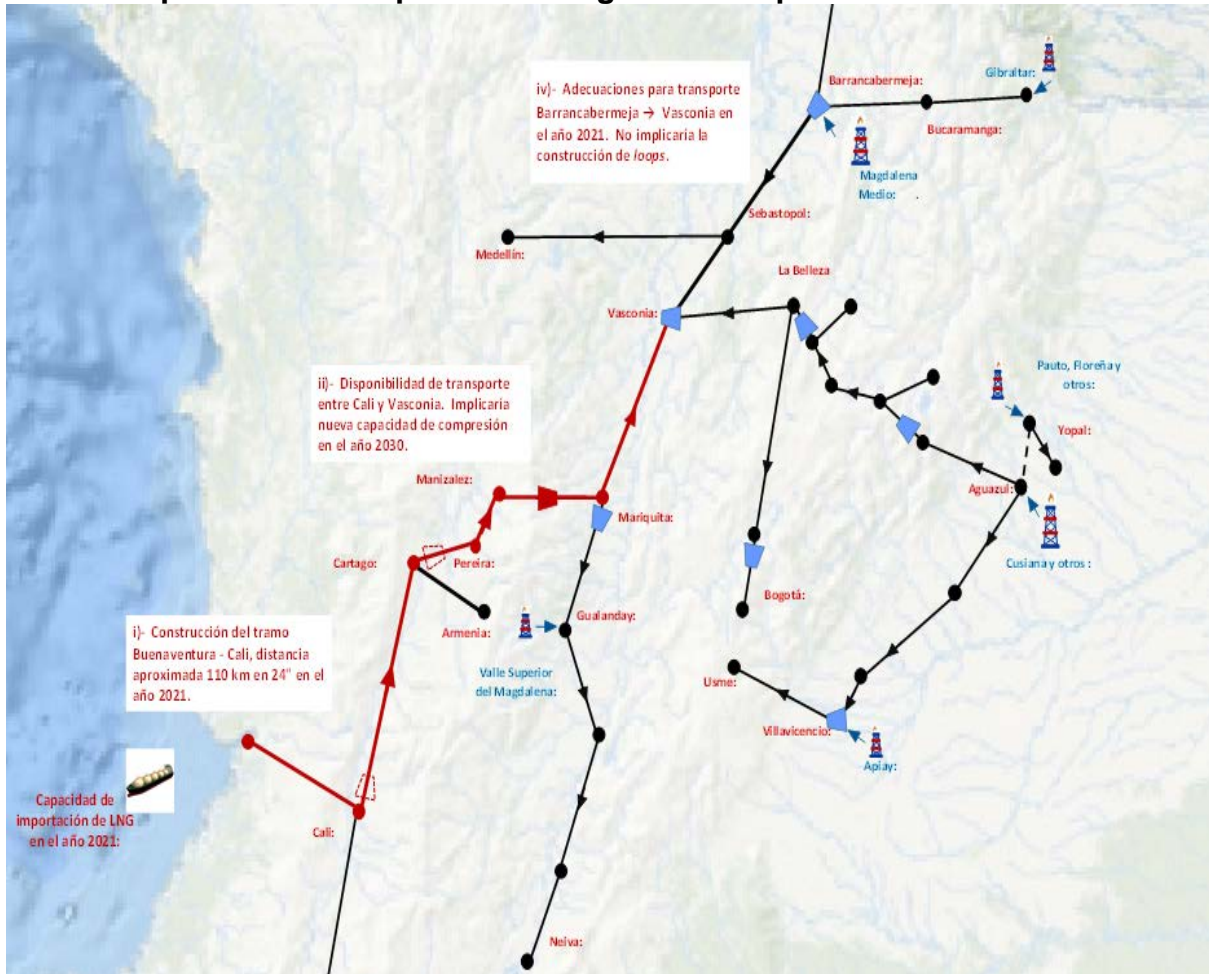 Barrancabermeja:
Gibraltar:
iv)- Adecuaciones para transporte
Barrancabermeja → Vasconia en
el año 2021. No implicaría la
construcción de loops.
Bucaramanga:
Magdalena
Medio:
Sebastopol:
Medellín:
La Belleza
Vasconia:
ii)- Disponibilidad de transporte
entre Cali y Vasconia. Implicaría
nueva capacidad de compresión
en el año 2030.
Pauto, Floreña y
otros:
Yopal:
Manizalez:
Aguazul:
Mariquita:
Cartago:
Pereira:
Cusiana y otros :
Bogotá:
Armenia:
Gualanday:
i)- Construcción del tramo
Buenaventura - Cali, distancia
aproximada 110 km en 24" en el
año 2021.
Valle Superior
del Magdalena:
Usme:
Villavicencio:
Apiay:
Capacidad de
importación de LNG
en el año 2021:
Cali:
Neiva: